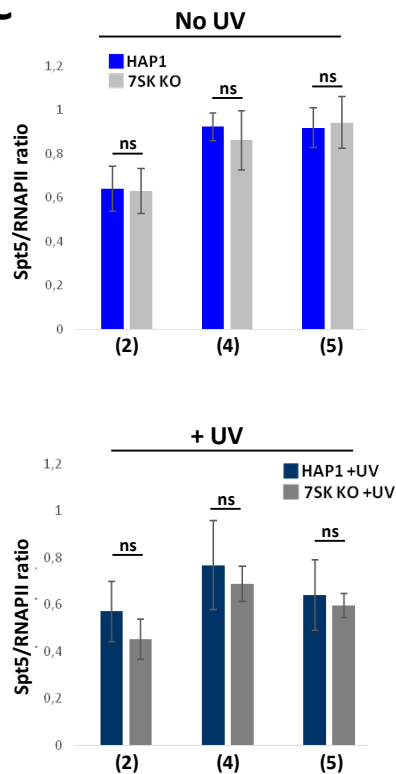 No UV
HAP1
7SK KO
Spt5/RNAPII ratio
1,2
1
0,8
0,6
0,4
0,2
0
ns
ns
ns
(2)
(4)
(5)
+ UV
HAP1 +UV
7SK KO +UV
Spt5/RNAPII ratio
1,2
1
0,8
0,6
0,4
0,2
0
ns
ns
ns
(2)
(4)
(5)